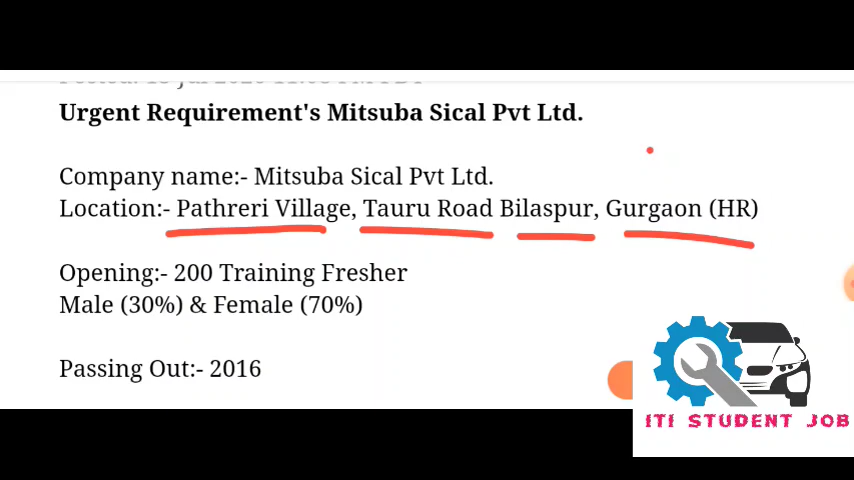 Urgent Requirement's Mitsuba Sical Pvt Ltd.
Company name:- Mitsuba Sical Pvt Ltd.
Location:- Pathreri Village, Tauru Road Bilaspur, Gurgaon (HR)
Opening:- 200 Training Fresher
Male (30%) & Female (70%)
Passing Out:- 2016
ITI STUDENT JOB